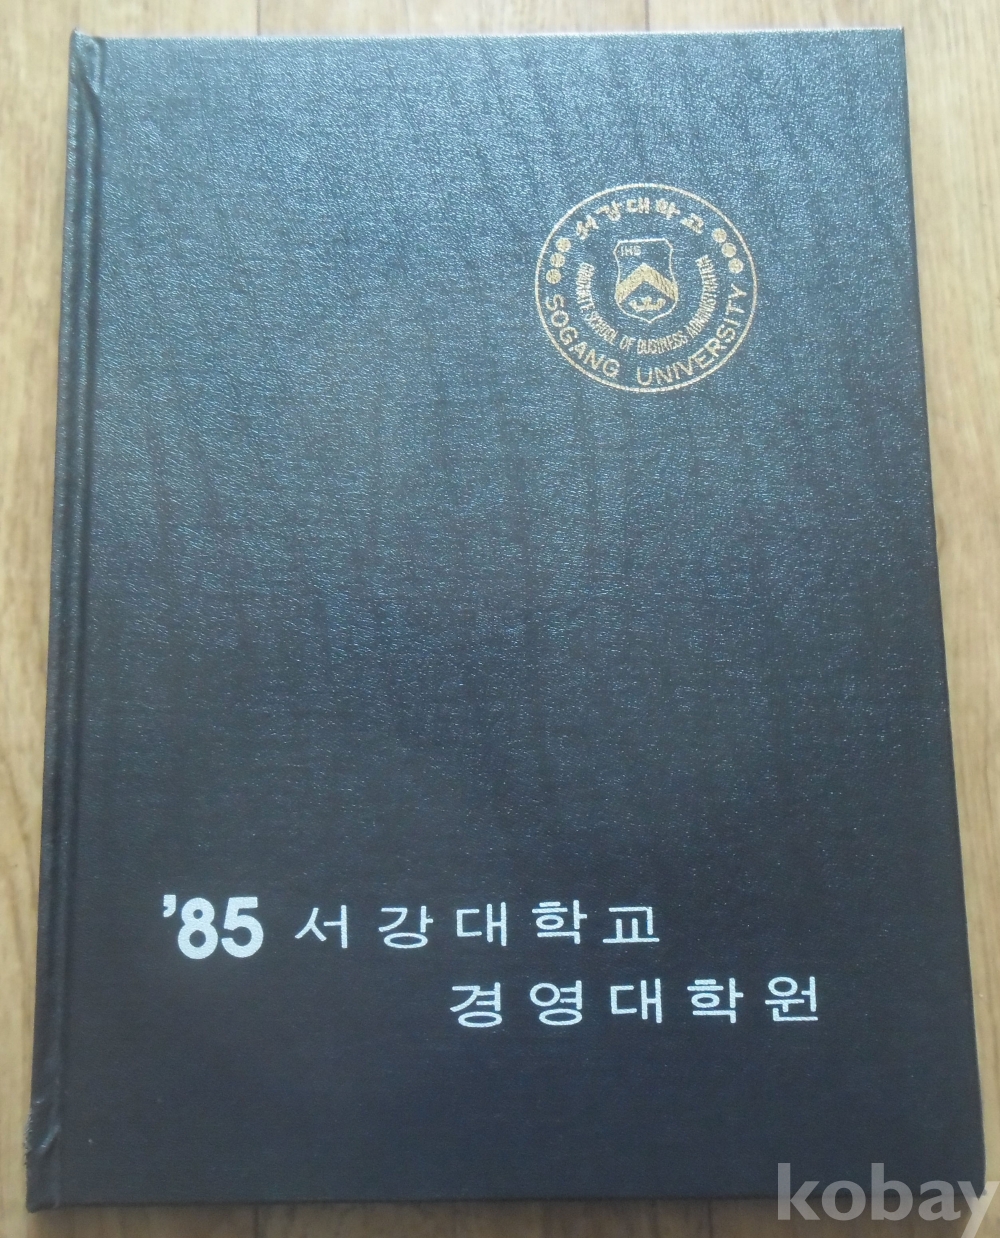 서강대학교
IHS
GRADUATE SCHOOL OF BUSINESS ADMINISTRATION
SOGANG UNIVERSITY
'85 서강대학교
경영대학원
kobay